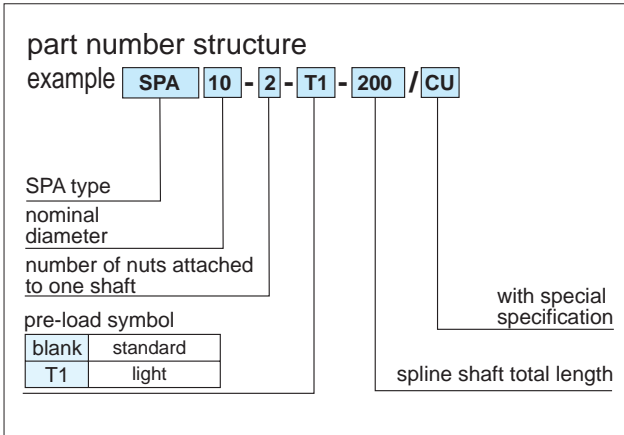 part number structure
example SPA 10 - 2 - T1 - 200 / CU
SPA type
nominal
diameter
number of nuts attached
to one shaft
pre-load symbol
blank standard
T1 light
with special
specification
spline shaft total length